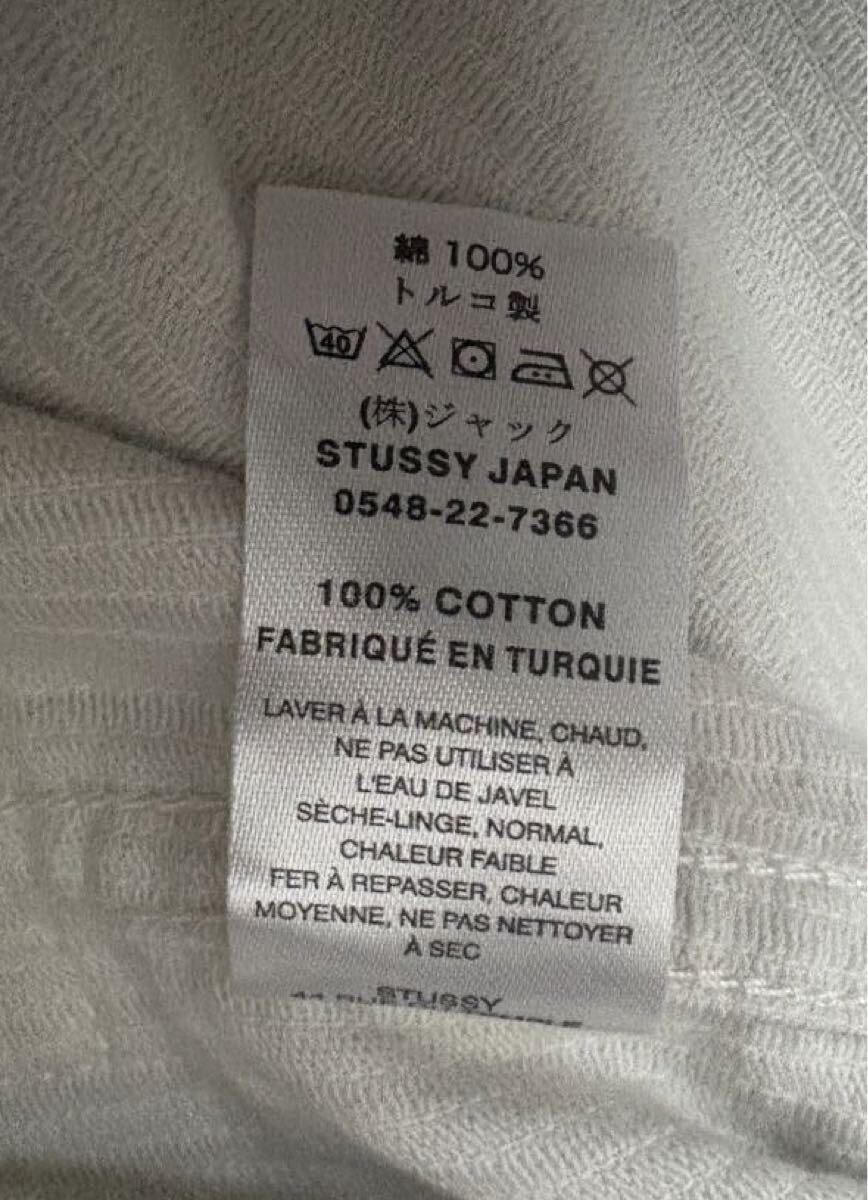 綿 100%
トルコ製
40
(株)ジャック
STUSSY JAPAN
0548-22-7366
100% COTTON
FABRIQUÉ EN TURQUIE
LAVER À LA MACHINE, CHAUD,
NE PAS UTILISER À
L'EAU DE JAVEL
SÈCHE-LINGE, NORMAL,
CHALEUR FAIBLE
FER À REPASSER, CHALEUR
MOYENNE, NE PAS NETTOYER
À SEC
STUSSY